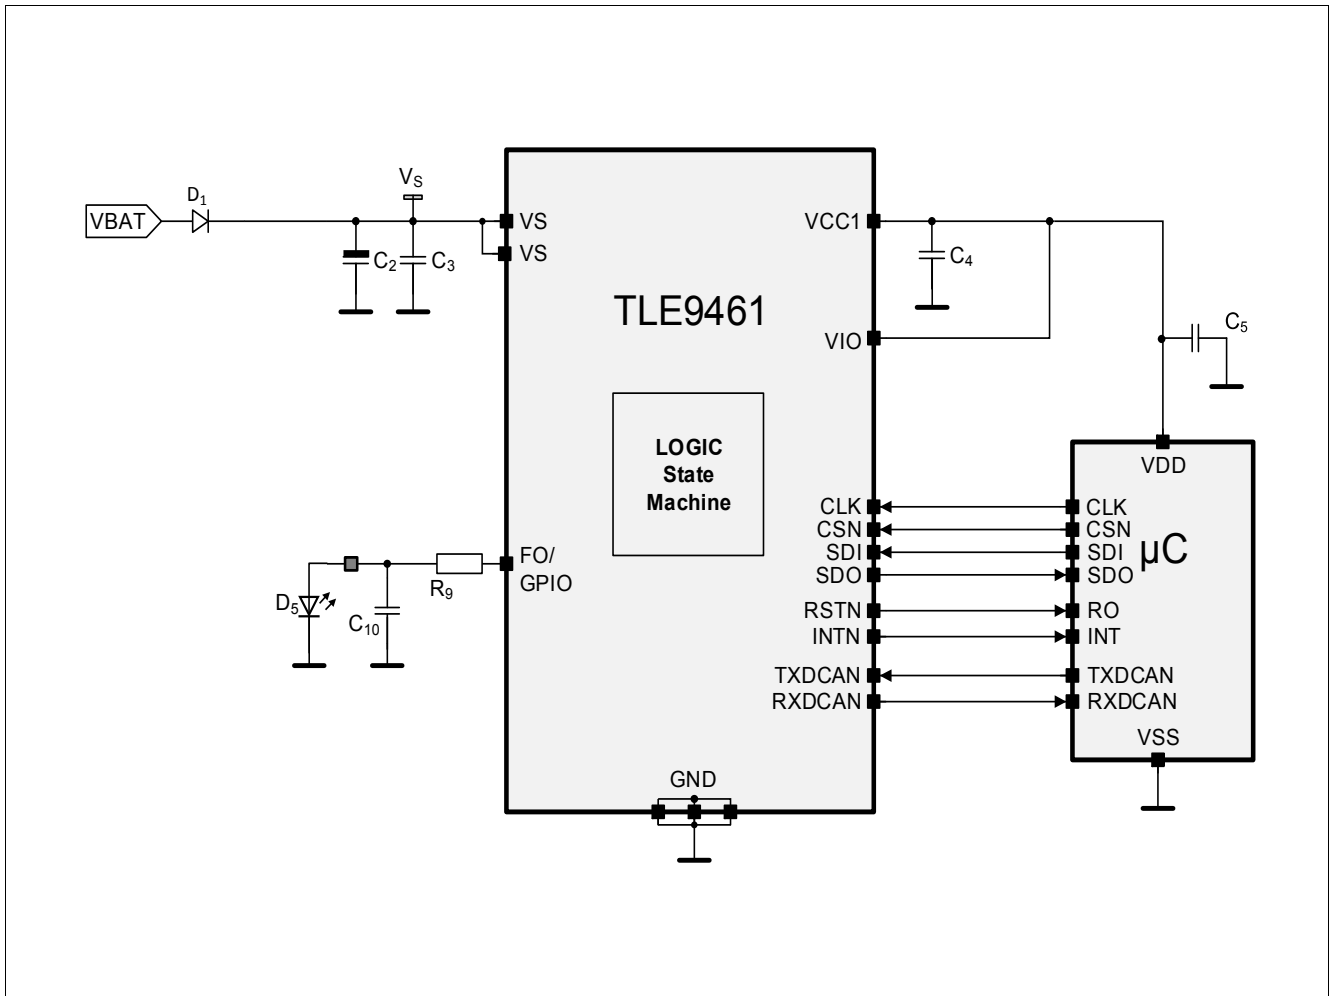 VBAT
D1
VS
C2
C3
VS
VS
TLE9461
LOGIC
State
Machine
FO/
GPIO
R9
D5
C10
GND
VCC1
C4
VIO
C5
CLK
CSN
SDI
SDO
RSTN
INTN
TXDCAN
RXDCAN
VDD
CLK
CSN
SDI
µC
SDO
RO
INT
TXDCAN
RXDCAN
VSS